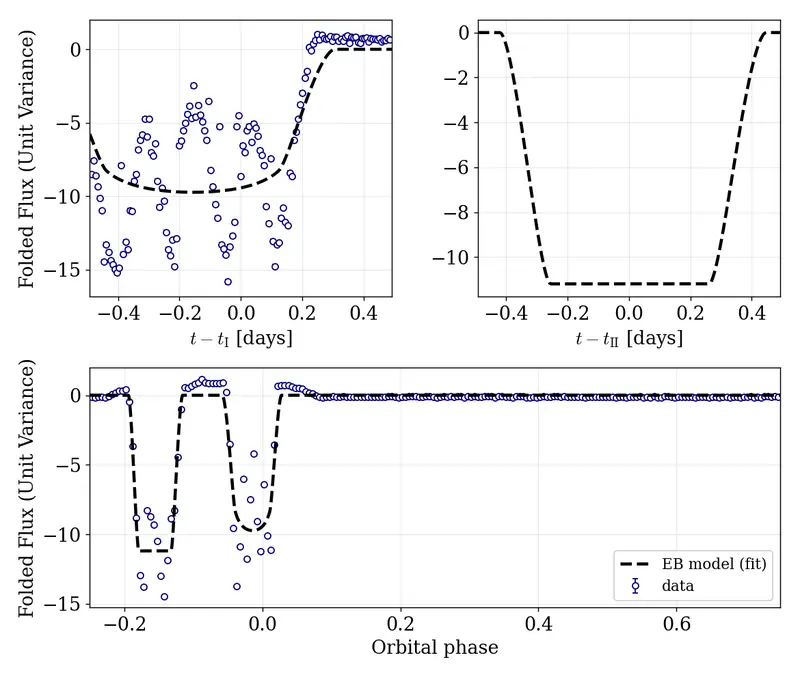 0
−5
−10
−15
Folded Flux (Unit Variance)
−0.4 −0.2 0.0 0.2 0.4
t − t_I [days]
0
−2
−4
−6
−8
−10
−0.4 −0.2 0.0 0.2 0.4
t − t_II [days]
0
−5
−10
−15
Folded Flux (Unit Variance)
EB model (fit)
data
−0.2 0.0 0.2 0.4 0.6
Orbital phase